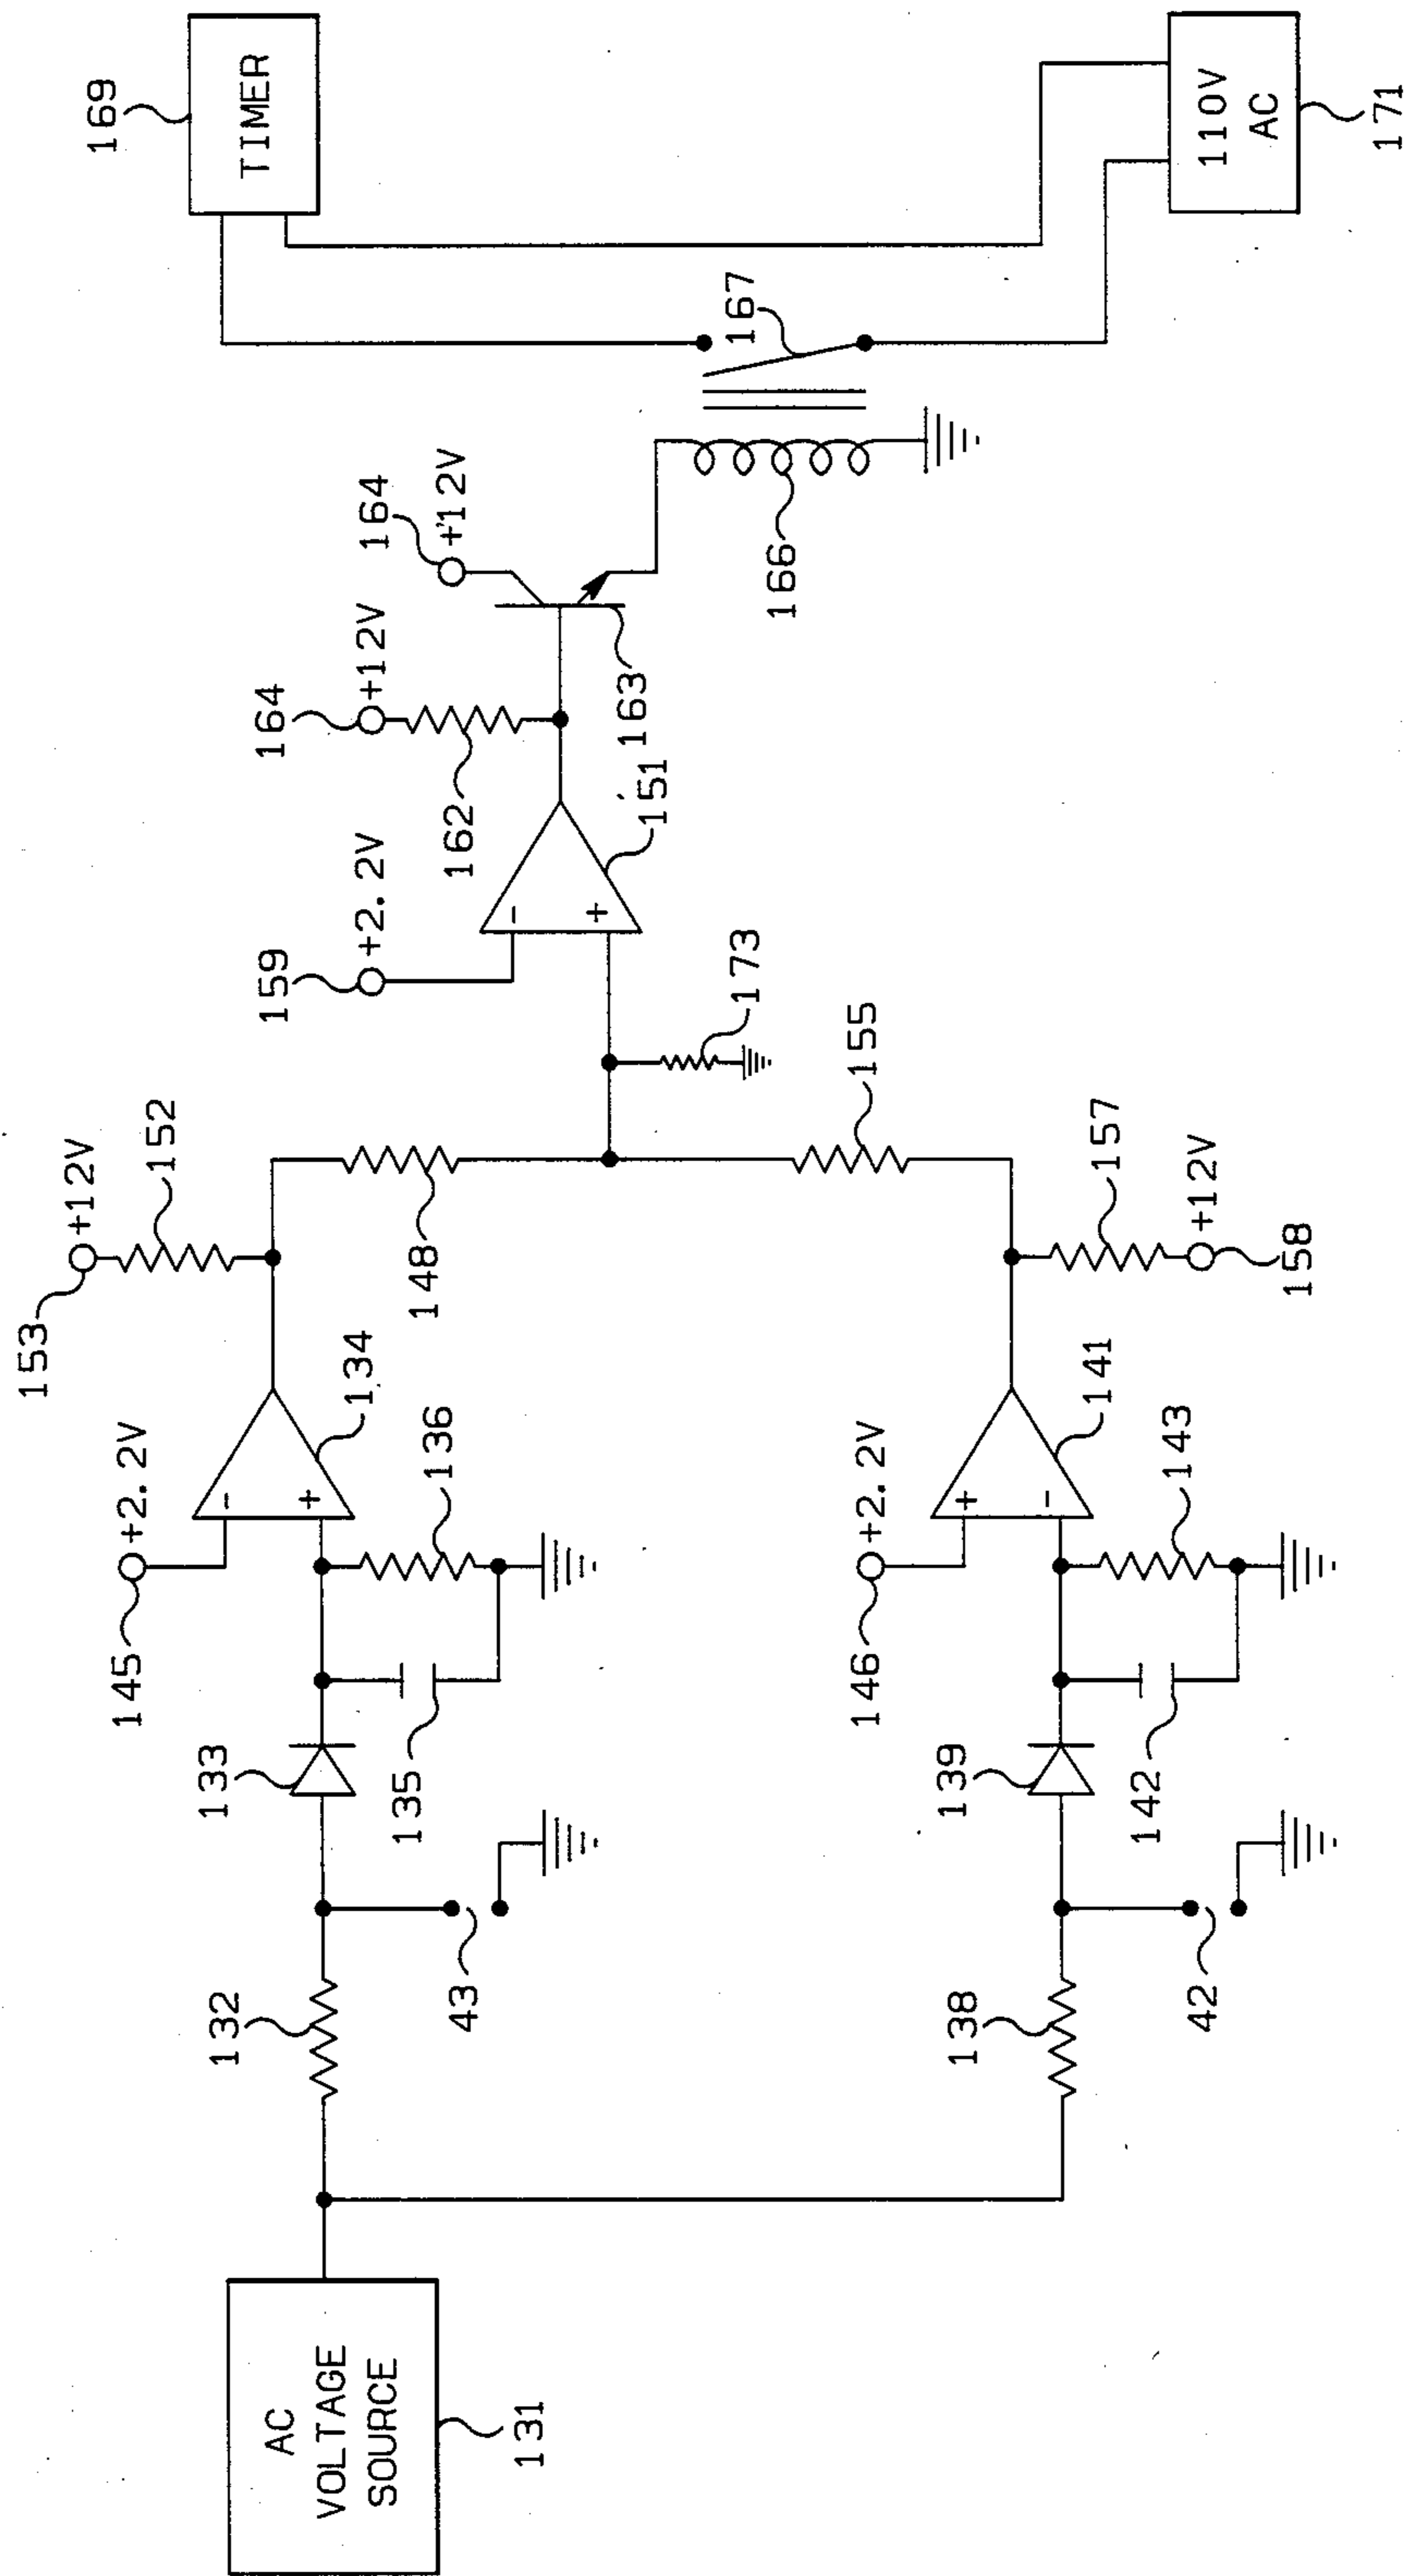 AC
VOLTAGE
SOURCE
131
132
43
133
135
145
+2.2V
136
134
153
+12V
152
148
138
42
139
142
146
+2.2V
143
141
157
+12V
158
155
173
159
+2.2V
151
162
164
+12V
163
164
+12V
166
167
TIMER
169
110V
AC
171